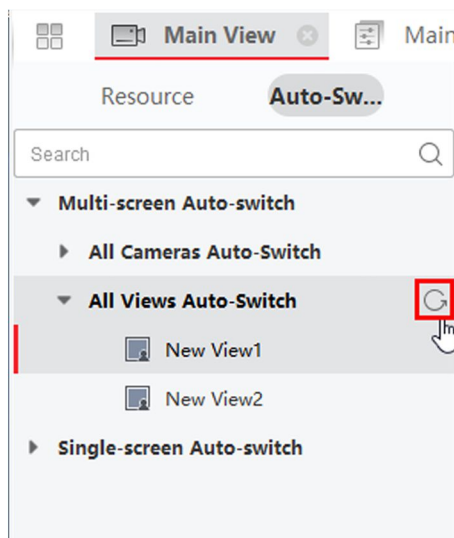 Main View Main
Resource Auto-Sw...
Search
Multi-screen Auto-switch
All Cameras Auto-Switch
All Views Auto-Switch
New View1
New View2
Single-screen Auto-switch